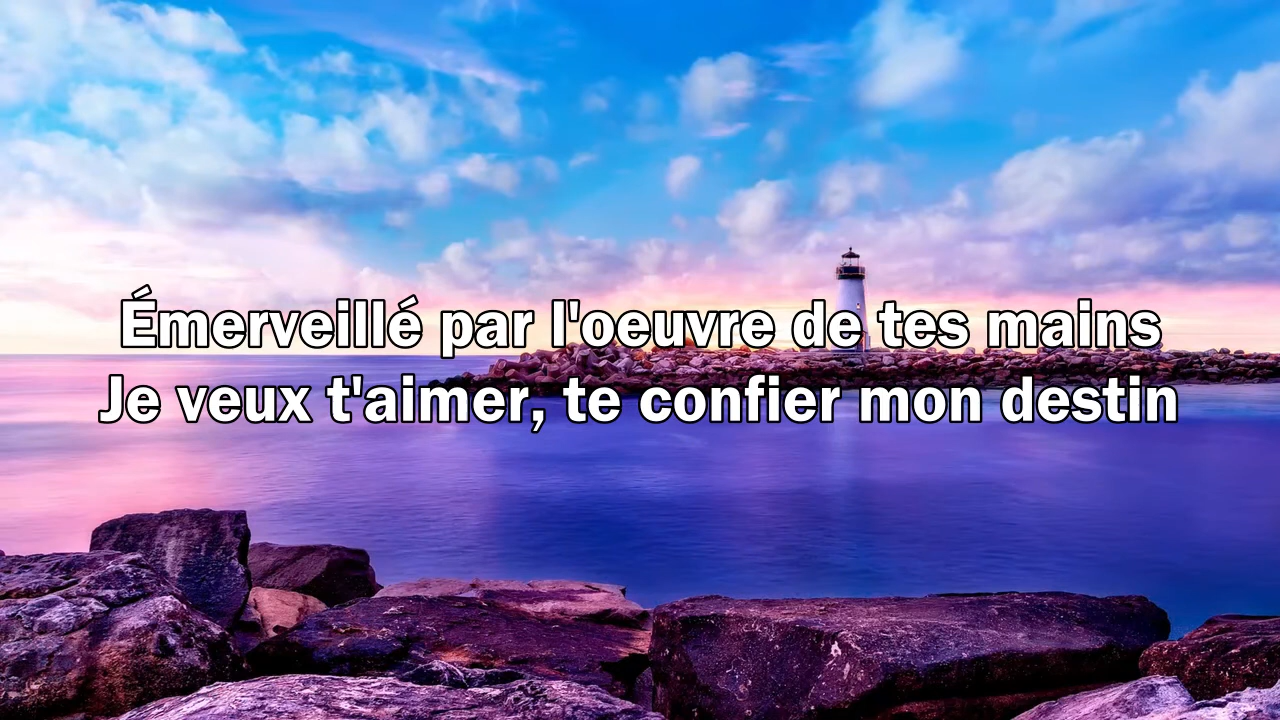 Émerveillé par l'oeuvre de tes mains
Je veux t'aimer, te confier mon destin